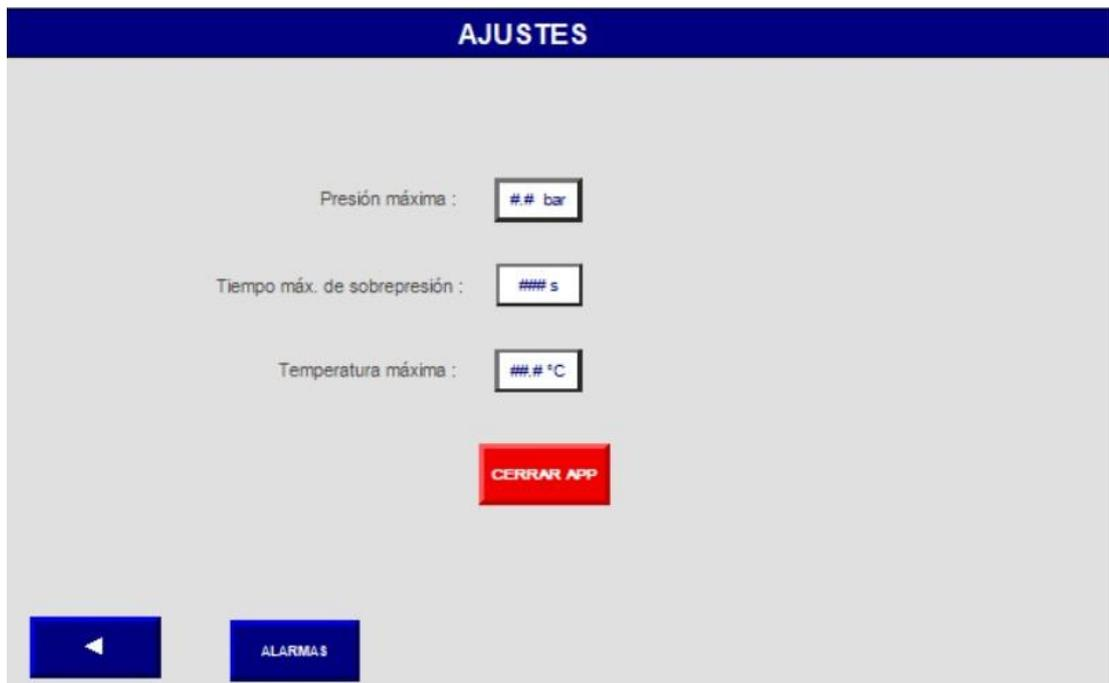 AJUSTES
Presión máxima : #.# bar
Tiempo máx. de sobrepresión : ### s
Temperatura máxima : ##.# °C
CERRAR APP
ALARMAS